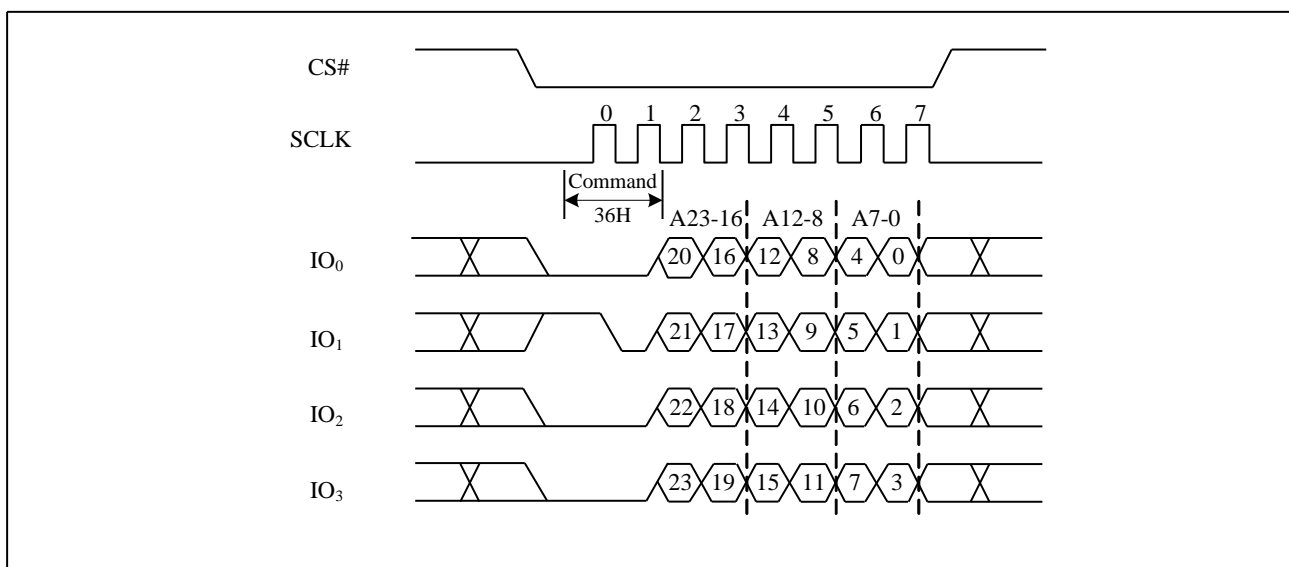 CS#
0 1 2 3 4 5 6 7
SCLK
Command
36H
A23-16 A12-8 A7-0
IO0 20 16 12 8 4 0
IO1 21 17 13 9 5 1
IO2 22 18 14 10 6 2
IO3 23 19 15 11 7 3